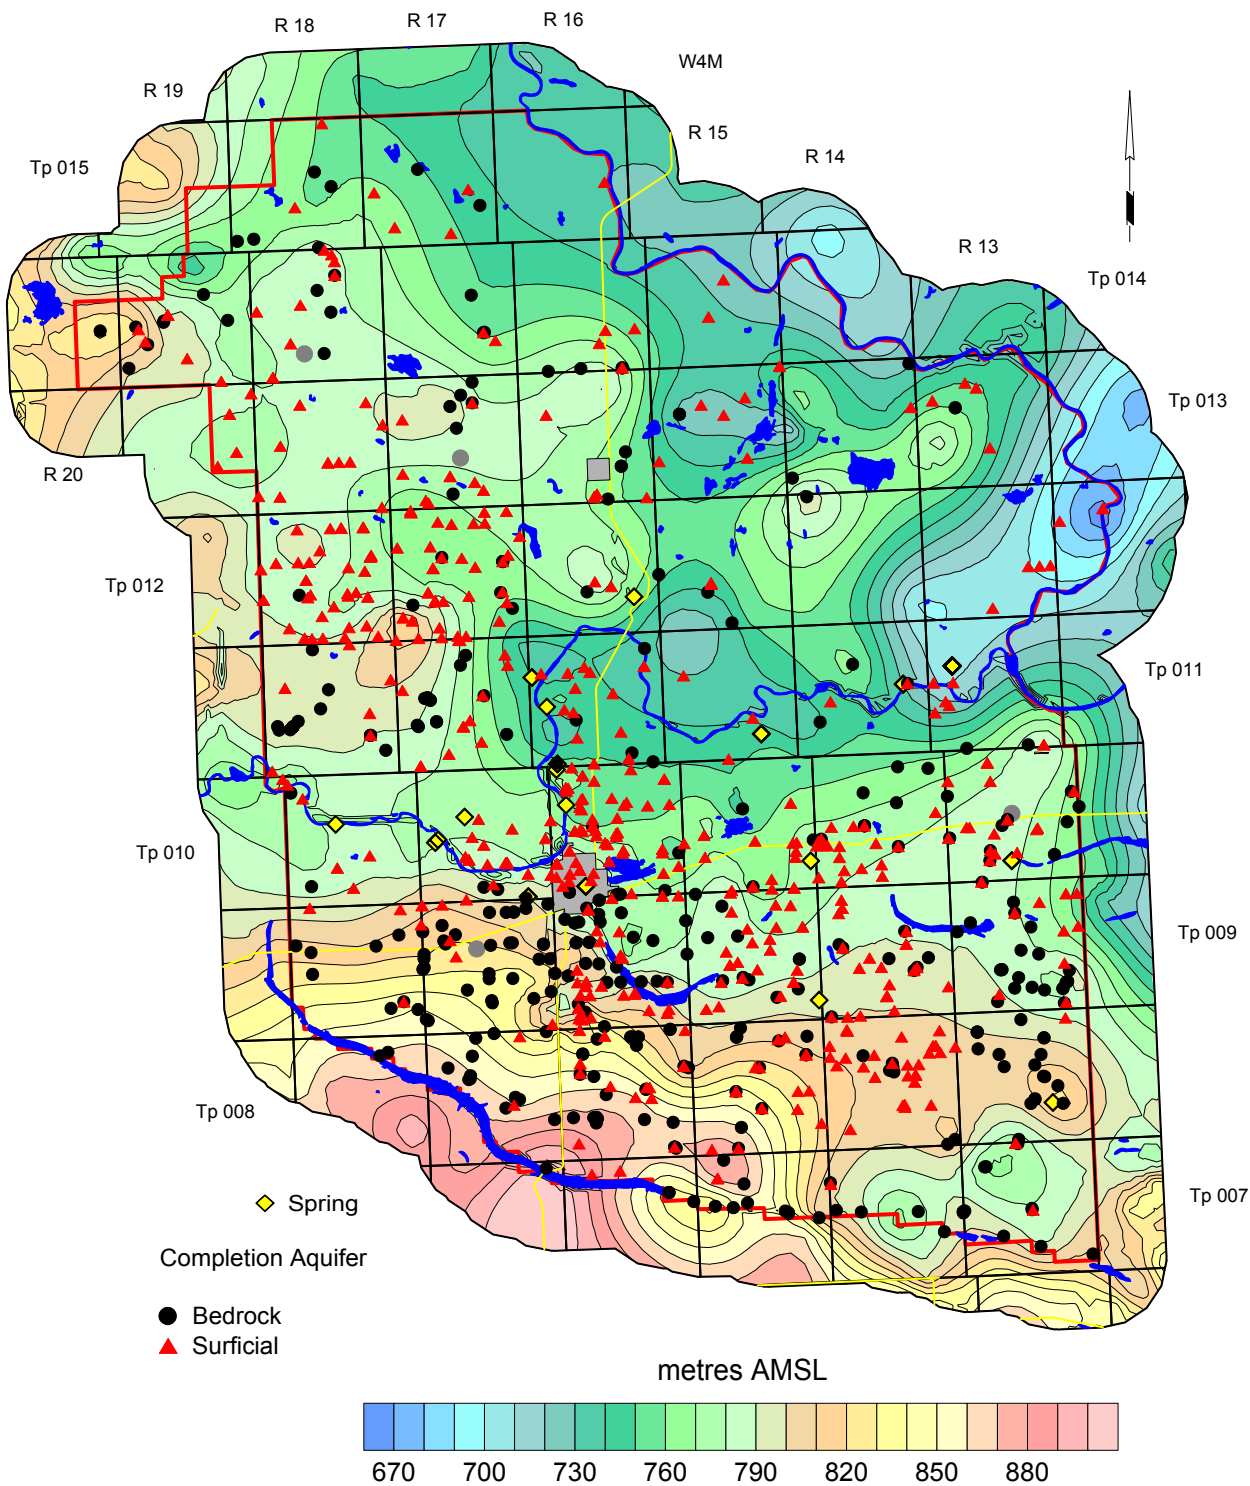 R 18
R 17
R 16
W4M
R 19
R 15
R 14
Tp 015
R 13
Tp 014
Tp 013
R 20
Tp 012
Tp 011
Tp 010
Tp 009
Tp 008
Tp 007
Spring
Completion Aquifer
Bedrock
Surficial
metres AMSL
670 700 730 760 790 820 850 880